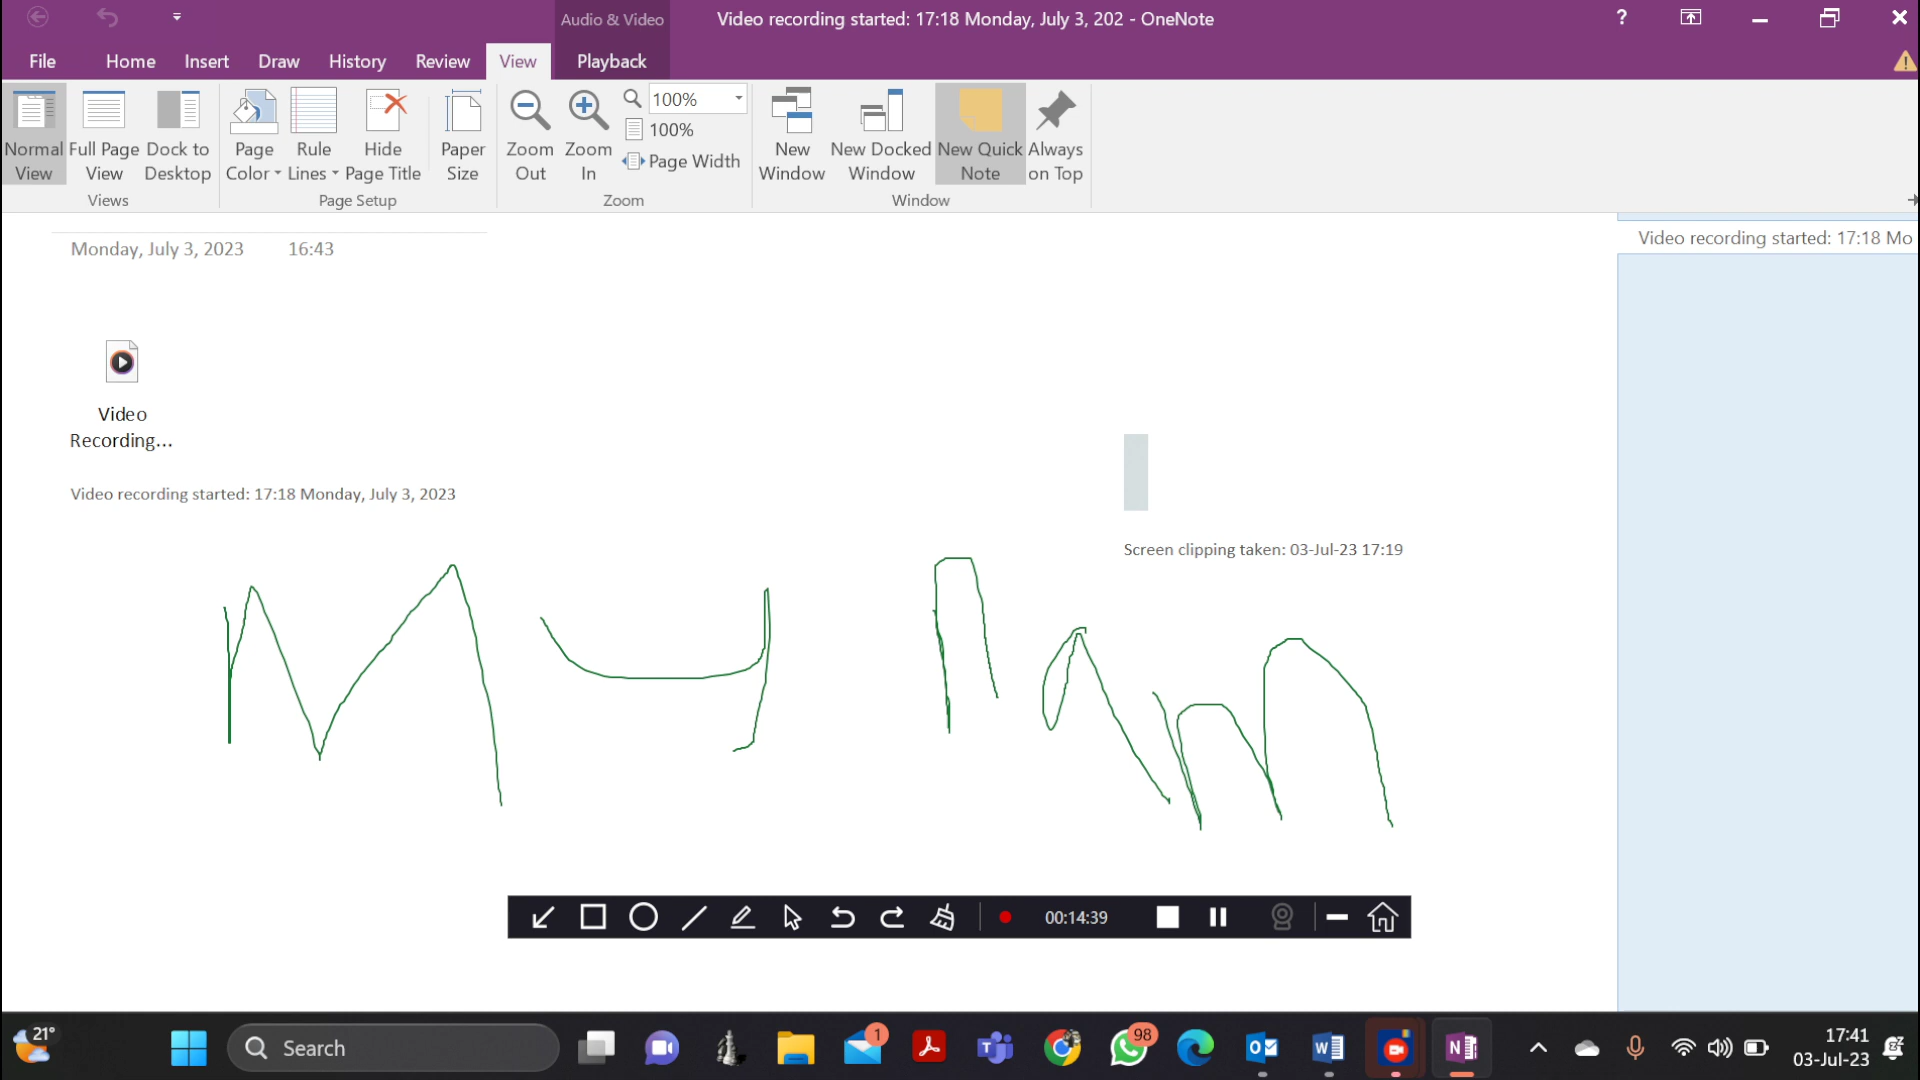 Audio & Video
Video recording started: 17:18 Monday, July 3, 202 - OneNote
?
File Home Insert Draw History Review View Playback
Normal View
Full Page View
Dock to Desktop
Views
Page Color
Rule Lines
Hide Page Title
Paper Size
Page Setup
Zoom Out
Zoom In
100%
100%
Page Width
Zoom
New Window
New Docked Window
New Quick Note
Always on Top
Window
Monday, July 3, 2023 16:43
Video recording started: 17:18 Mo
Video Recording...
Video recording started: 17:18 Monday, July 3, 2023
Screen clipping taken: 03-Jul-23 17:19
My nam
00:14:39
21°
Search
1
98
17:41
03-Jul-23